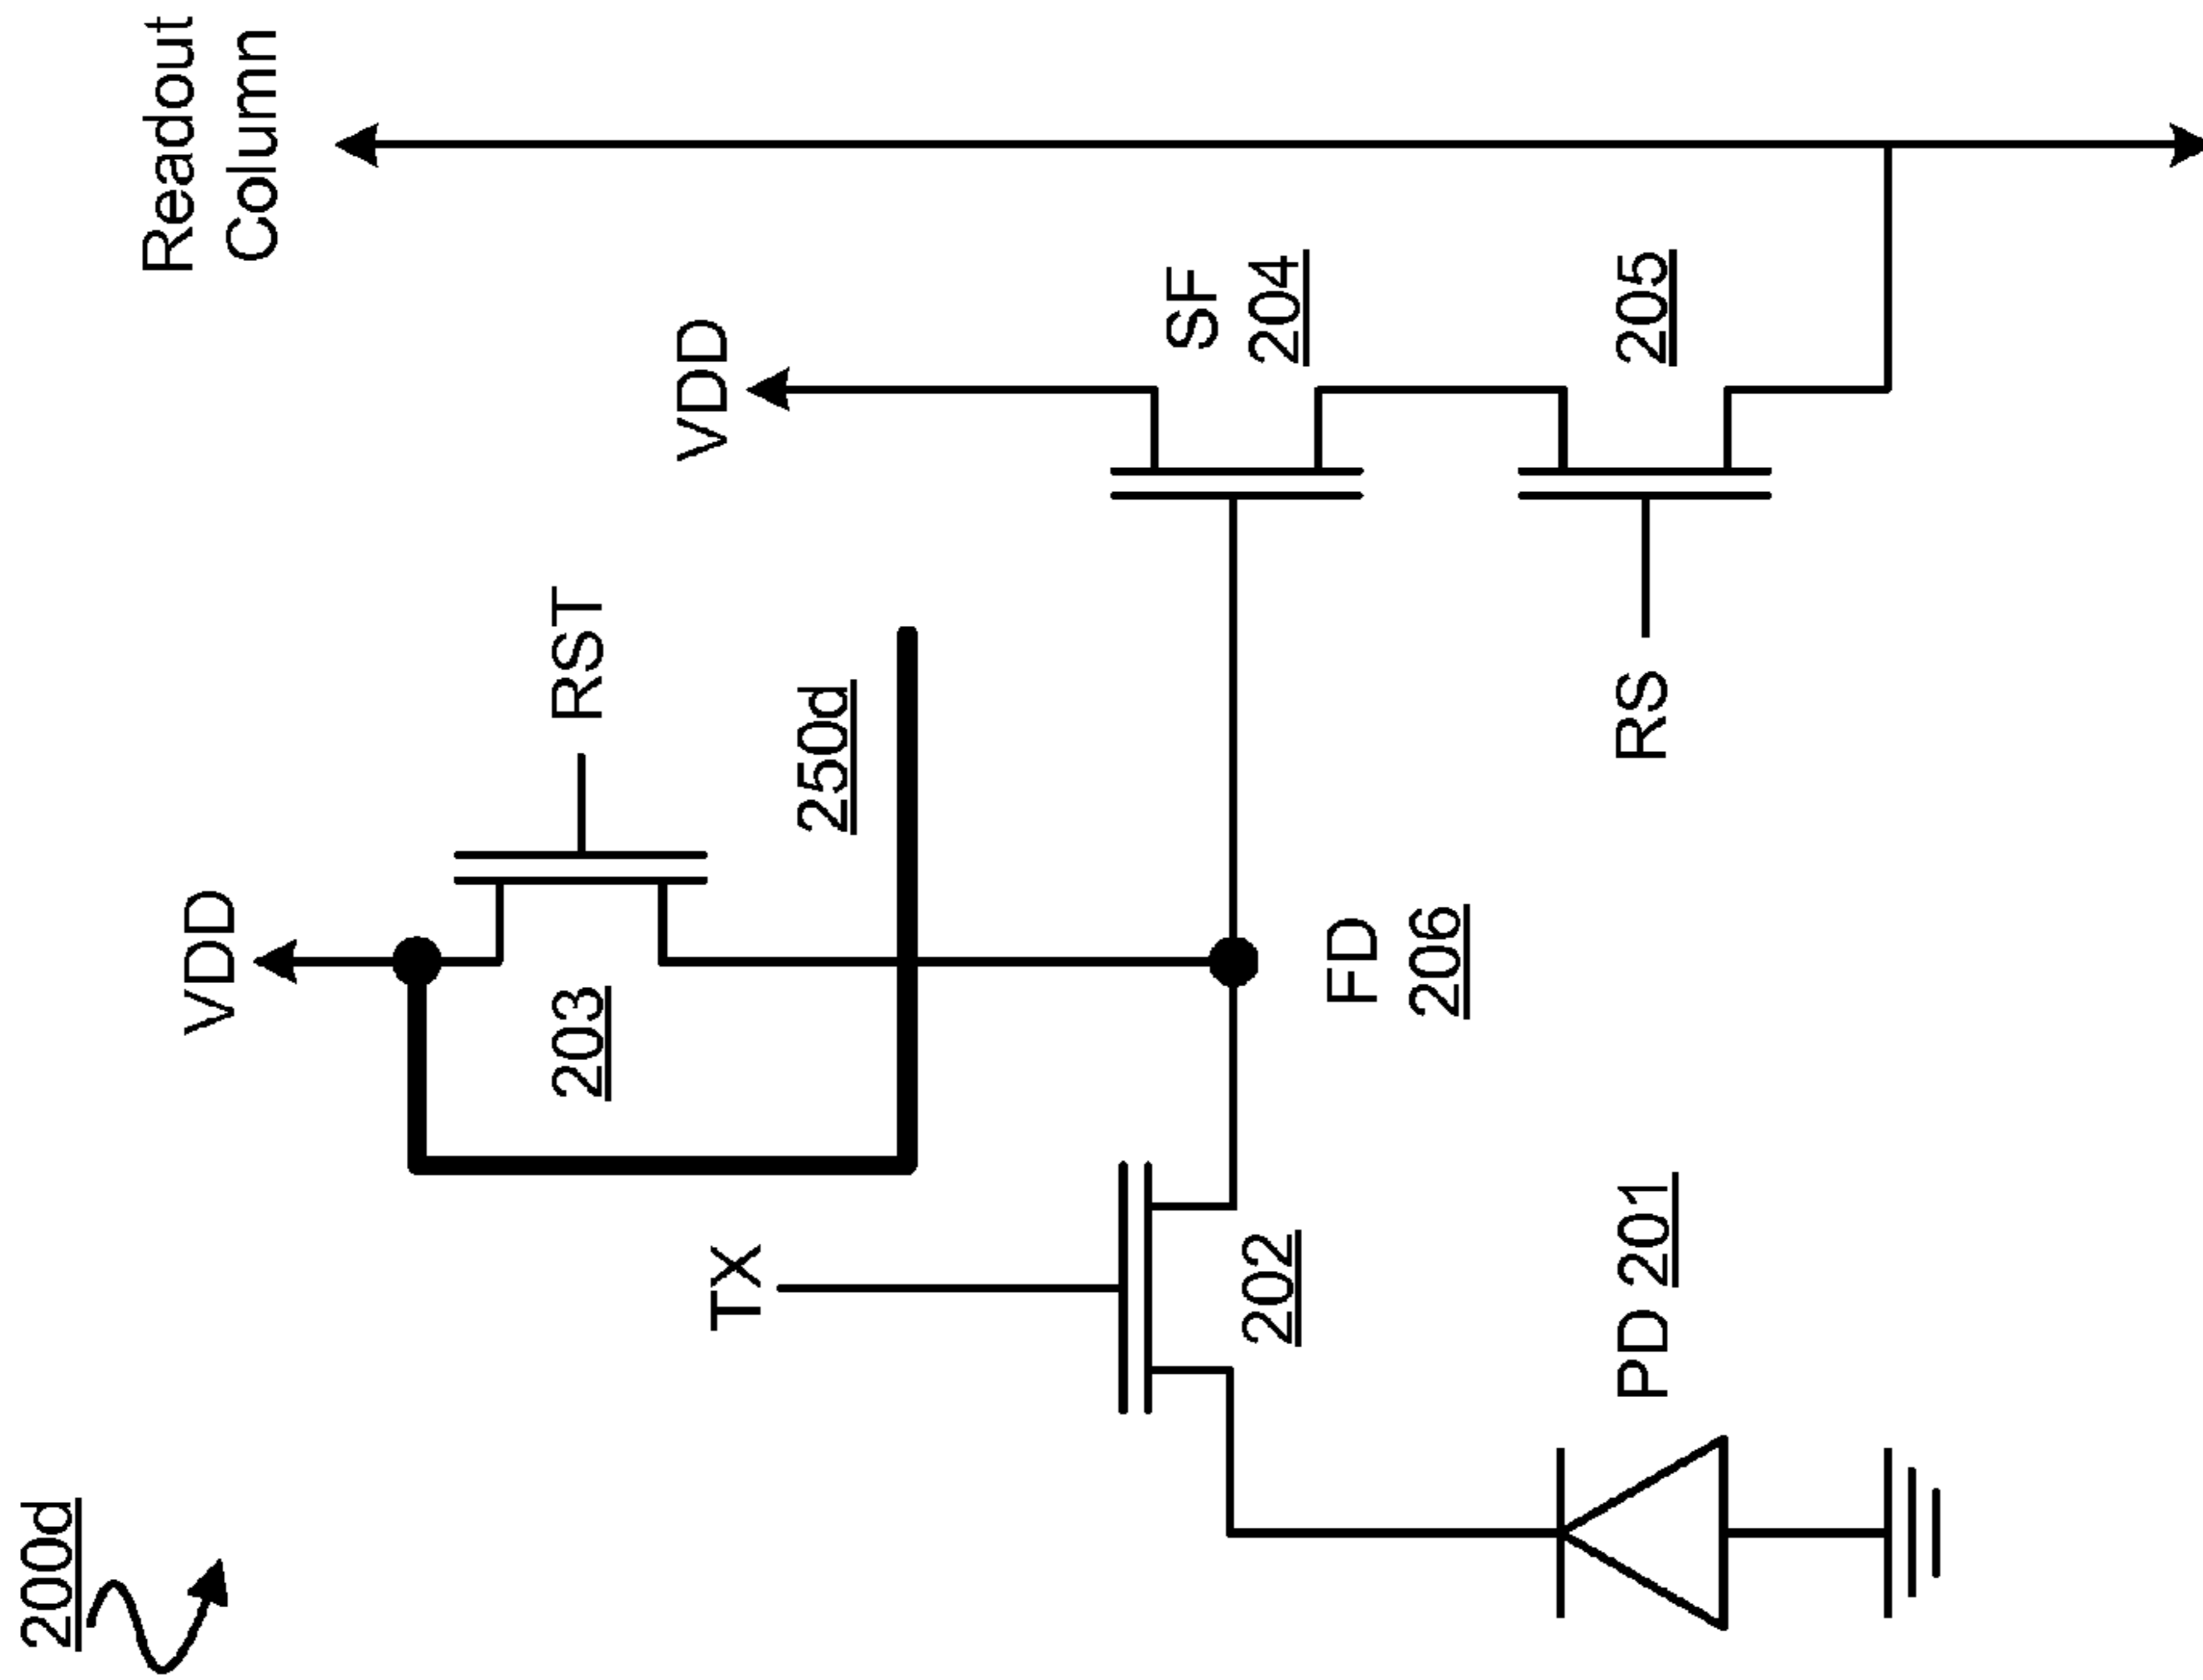 200d
Readout
Column
VDD
VDD
RST
203
250d
SF
204
TX
FD
206
202
RS
205
PD 201